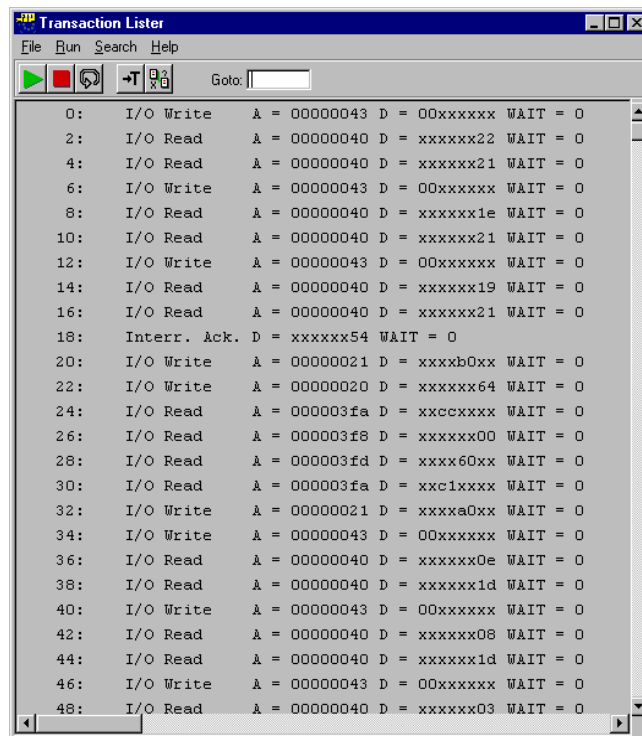 Transaction Lister
File Run Search Help
→T Goto:
0: I/O Write A = 00000043 D = 00xxxxxx WAIT = 0
2: I/O Read A = 00000040 D = xxxxxx22 WAIT = 0
4: I/O Read A = 00000040 D = xxxxxx21 WAIT = 0
6: I/O Write A = 00000043 D = 00xxxxxx WAIT = 0
8: I/O Read A = 00000040 D = xxxxxx1e WAIT = 0
10: I/O Read A = 00000040 D = xxxxxx21 WAIT = 0
12: I/O Write A = 00000043 D = 00xxxxxx WAIT = 0
14: I/O Read A = 00000040 D = xxxxxx19 WAIT = 0
16: I/O Read A = 00000040 D = xxxxxx21 WAIT = 0
18: Interr. Ack. D = xxxxxx54 WAIT = 0
20: I/O Write A = 00000021 D = xxxxb0xx WAIT = 0
22: I/O Write A = 00000020 D = xxxxxx64 WAIT = 0
24: I/O Read A = 000003fa D = xxccxxxx WAIT = 0
26: I/O Read A = 000003f8 D = xxxxxx00 WAIT = 0
28: I/O Read A = 000003fd D = xxxx60xx WAIT = 0
30: I/O Read A = 000003fa D = xxc1xxxx WAIT = 0
32: I/O Write A = 00000021 D = xxxxa0xx WAIT = 0
34: I/O Write A = 00000043 D = 00xxxxxx WAIT = 0
36: I/O Read A = 00000040 D = xxxxxx0e WAIT = 0
38: I/O Read A = 00000040 D = xxxxxx1d WAIT = 0
40: I/O Write A = 00000043 D = 00xxxxxx WAIT = 0
42: I/O Read A = 00000040 D = xxxxxx08 WAIT = 0
44: I/O Read A = 00000040 D = xxxxxx1d WAIT = 0
46: I/O Write A = 00000043 D = 00xxxxxx WAIT = 0
48: I/O Read A = 00000040 D = xxxxxx03 WAIT = 0